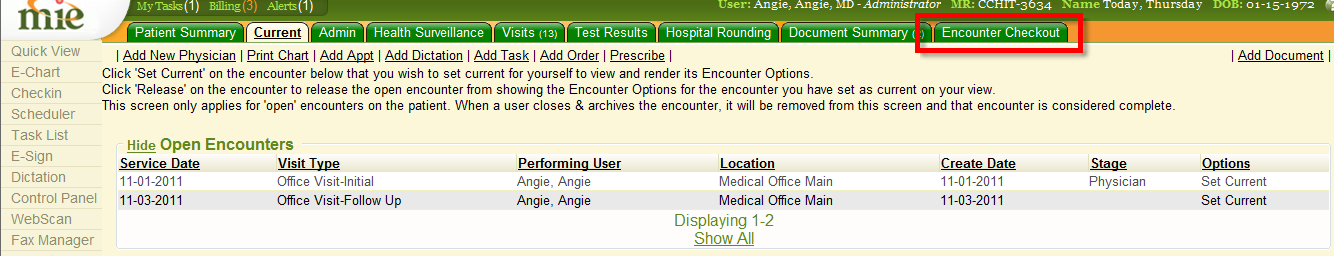 mie
My Tasks(1) Billing(3) Alerts(1)
User: Angie, Angie, MD - Administrator MR: CCHIT-3634 Name Today, Thursday DOB: 01-15-1972
Patient Summary Current Admin Health Surveillance Visits (13) Test Results Hospital Rounding Document Summary Encounter Checkout
| Add New Physician | Print Chart | Add Appt | Add Dictation | Add Task | Add Order | Prescribe | | Add Document |
Click 'Set Current' on the encounter below that you wish to set current for yourself to view and render its Encounter Options.
Click 'Release' on the encounter to release the open encounter from showing the Encounter Options for the encounter you have set as current on your view.
This screen only applies for 'open' encounters on the patient. When a user closes & archives the encounter, it will be removed from this screen and that encounter is considered complete.
Quick View
E-Chart
Checkin
Scheduler
Task List
E-Sign
Dictation
Control Panel
WebScan
Fax Manager
Hide Open Encounters
Service Date Visit Type Performing User Location Create Date Stage Options
11-01-2011 Office Visit-Initial Angie, Angie Medical Office Main 11-01-2011 Physician Set Current
11-03-2011 Office Visit-Follow Up Angie, Angie Medical Office Main 11-03-2011 Set Current
Displaying 1-2
Show All